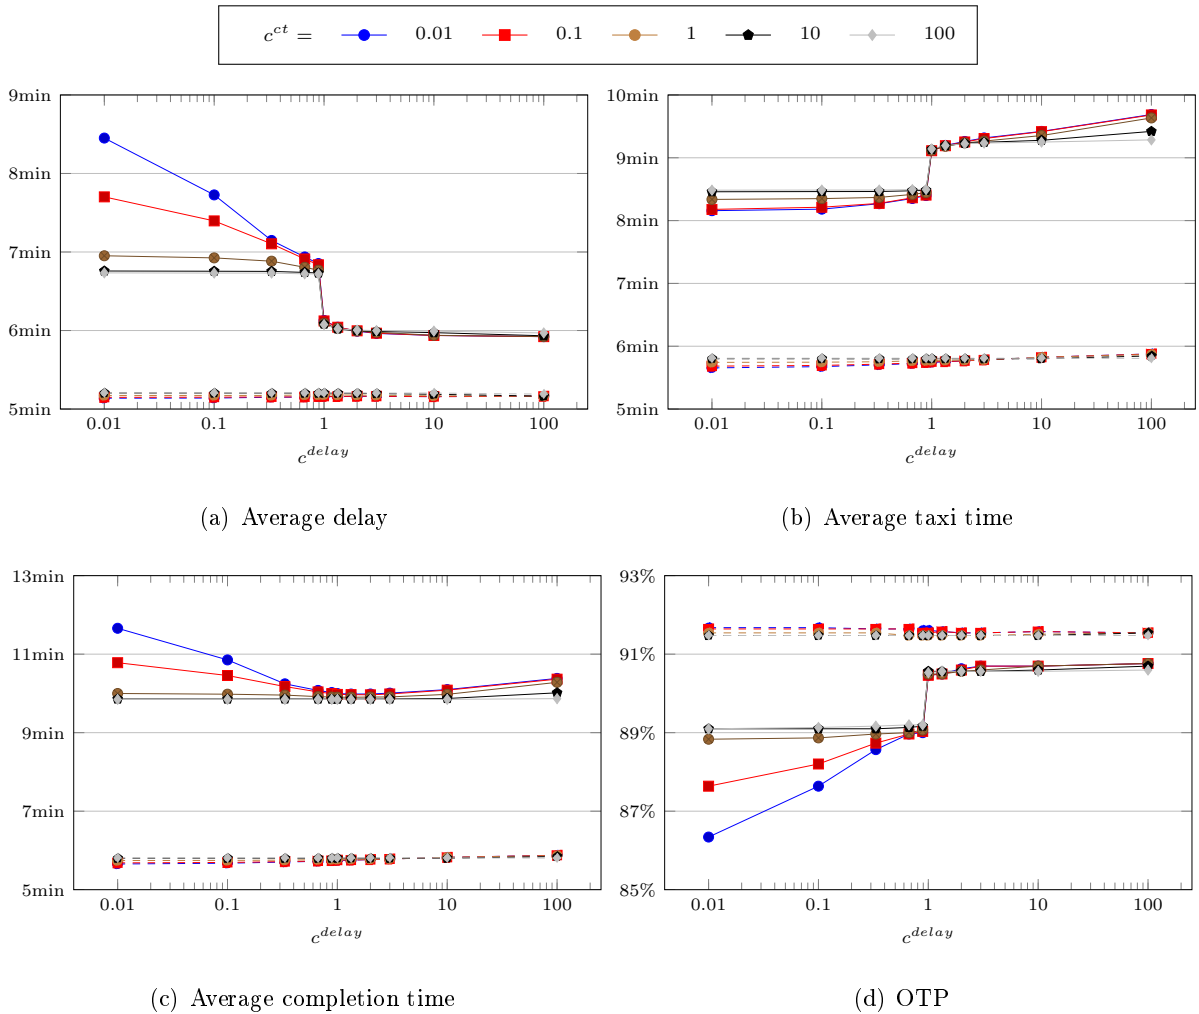 c^{ct} = 0.01 0.1 1 10 100
9min 8min 7min 6min 5min
0.01 0.1 1 10 100
c^{delay}
(a) Average delay
10min 9min 8min 7min 6min 5min
0.01 0.1 1 10 100
c^{delay}
(b) Average taxi time
13min 11min 9min 7min 5min
0.01 0.1 1 10 100
c^{delay}
(c) Average completion time
93% 91% 89% 87% 85%
0.01 0.1 1 10 100
c^{delay}
(d) OTP